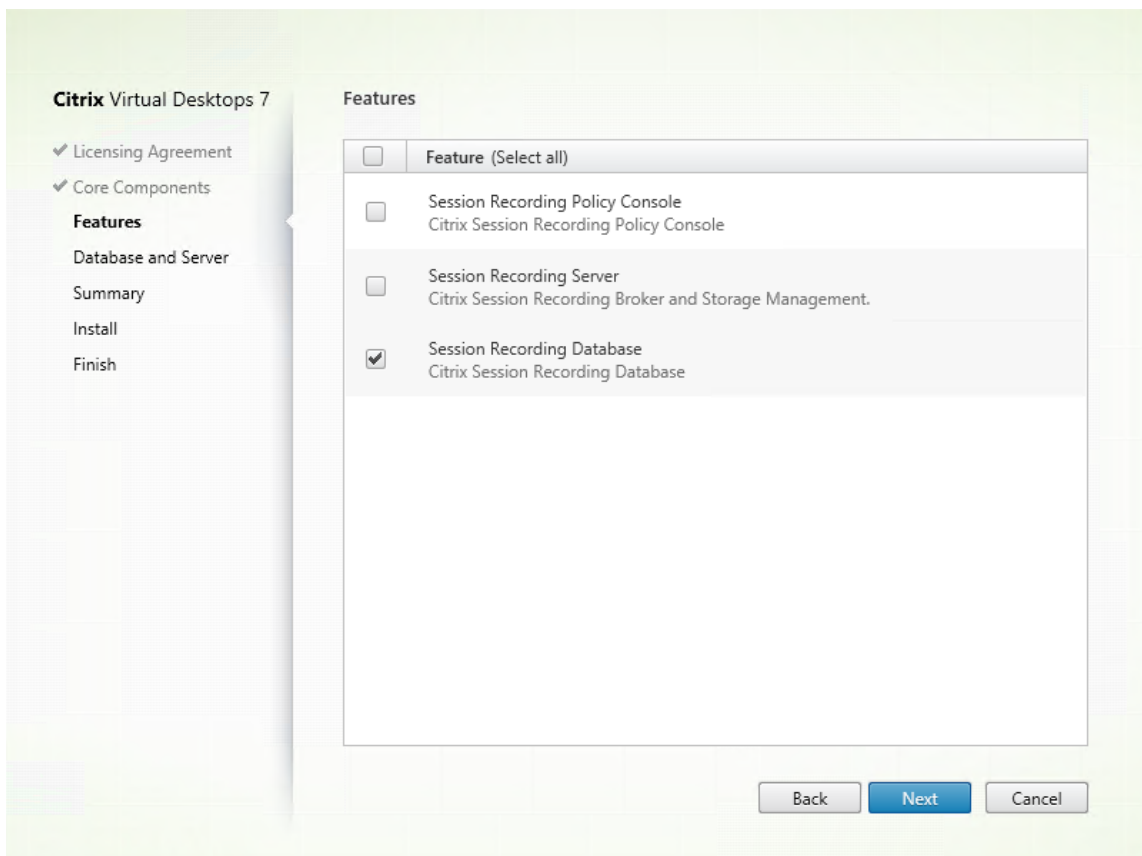 Citrix Virtual Desktops 7
Licensing Agreement
Core Components
Features
Database and Server
Summary
Install
Finish
Features
Feature (Select all)
Session Recording Policy Console
Citrix Session Recording Policy Console
Session Recording Server
Citrix Session Recording Broker and Storage Management.
Session Recording Database
Citrix Session Recording Database
Back
Next
Cancel